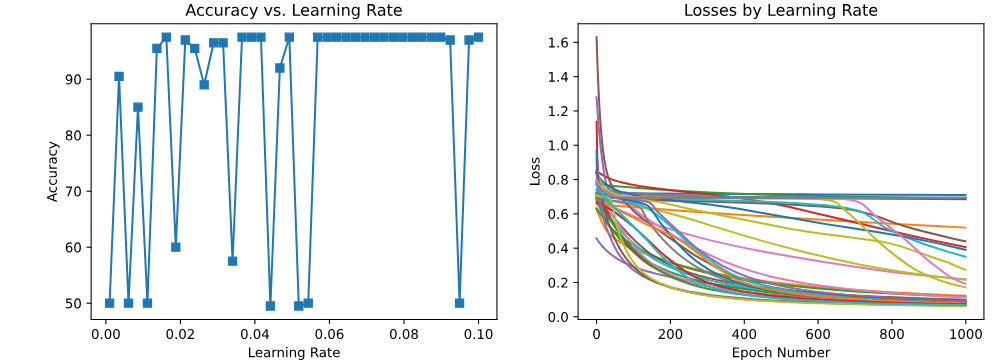 Accuracy vs. Learning Rate
Accuracy
90
80
70
60
50
0.00 0.02 0.04 0.06 0.08 0.10
Learning Rate
Losses by Learning Rate
Loss
1.6
1.4
1.2
1.0
0.8
0.6
0.4
0.2
0.0
0 200 400 600 800 1000
Epoch Number